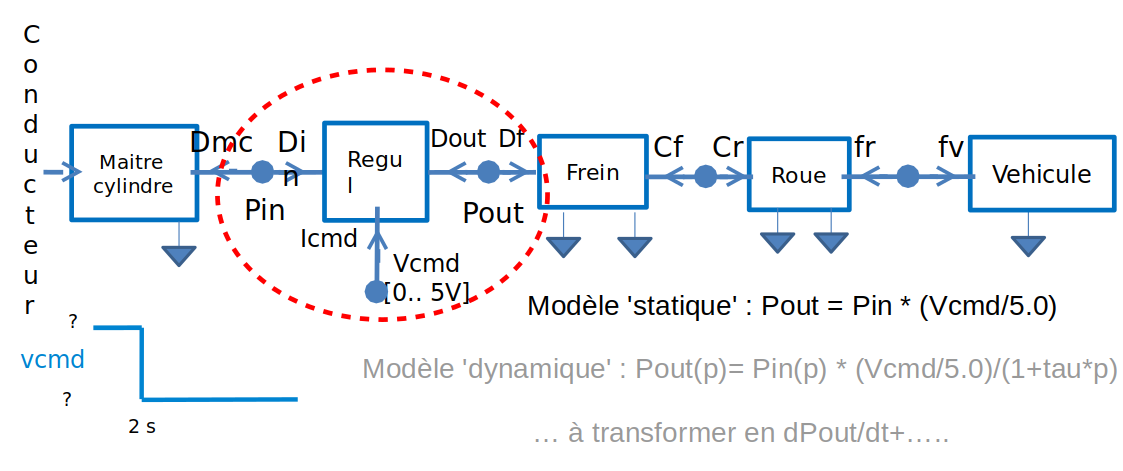 Conducteur
Maitre
cylindre
Dmc
Di
n
Pin
Regu
l
Icmd
Vcmd
[0.. 5V]
Dout
Df
Pout
Frein
Cf
Cr
Roue
fr
fv
Vehicule
Modèle 'statique' : Pout = Pin * (Vcmd/5.0)
?
vcmd
?
2 s
Modèle 'dynamique' : Pout(p)= Pin(p) * (Vcmd/5.0)/(1+tau*p)
… à transformer en dPout/dt+…..